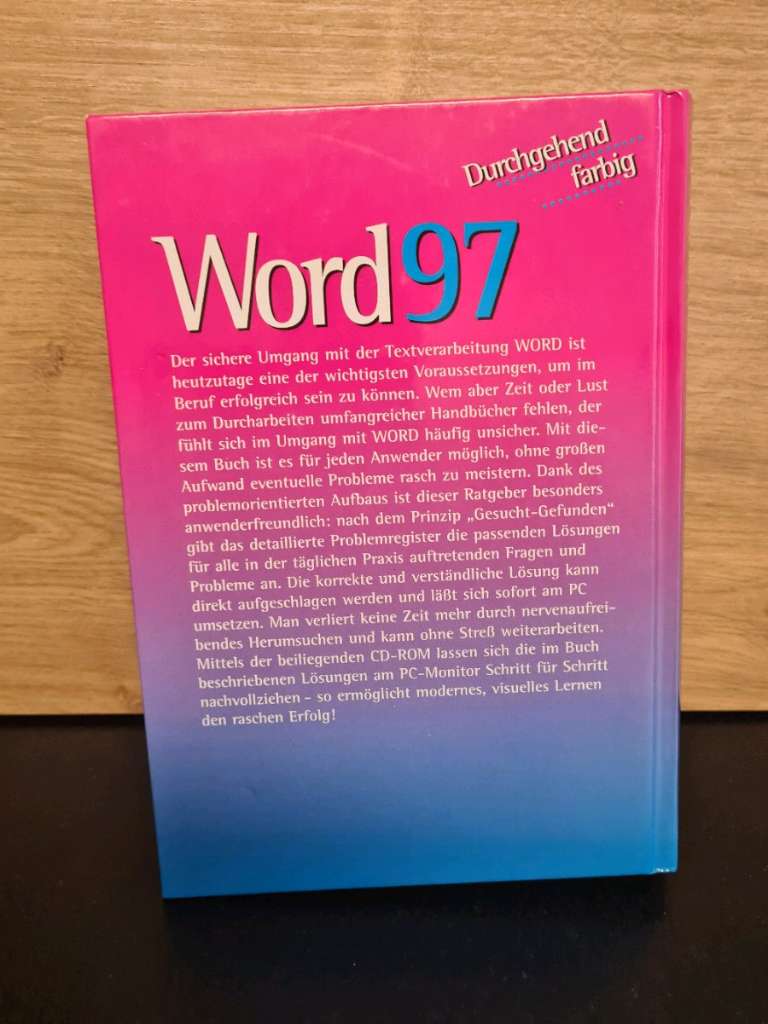 Durchgehend
farbig
Word 97
Der sichere Umgang mit der Textverarbeitung WORD ist
heutzutage eine der wichtigsten Voraussetzungen, um im
Beruf erfolgreich sein zu können. Wem aber Zeit oder Lust
zum Durcharbeiten umfangreicher Handbücher fehlen, der
fühlt sich im Umgang mit WORD häufig unsicher. Mit die-
sem Buch ist es für jeden Anwender möglich, ohne großen
Aufwand eventuelle Probleme rasch zu meistern. Dank des
problemorientierten Aufbaus ist dieser Ratgeber besonders
anwenderfreundlich: nach dem Prinzip „Gesucht-Gefunden“
gibt das detaillierte Problemregister die passenden Lösungen
für alle in der täglichen Praxis auftretenden Fragen und
Probleme an. Die korrekte und verständliche Lösung kann
direkt aufgeschlagen werden und läßt sich sofort am PC
umsetzen. Man verliert keine Zeit mehr durch nervenaufrei-
bendes Herumsuchen und kann ohne Streß weiterarbeiten.
Mittels der beiliegenden CD-ROM lassen sich die im Buch
beschriebenen Lösungen am PC-Monitor Schritt für Schritt
nachvollziehen – so ermöglicht modernes, visuelles Lernen
den raschen Erfolg!